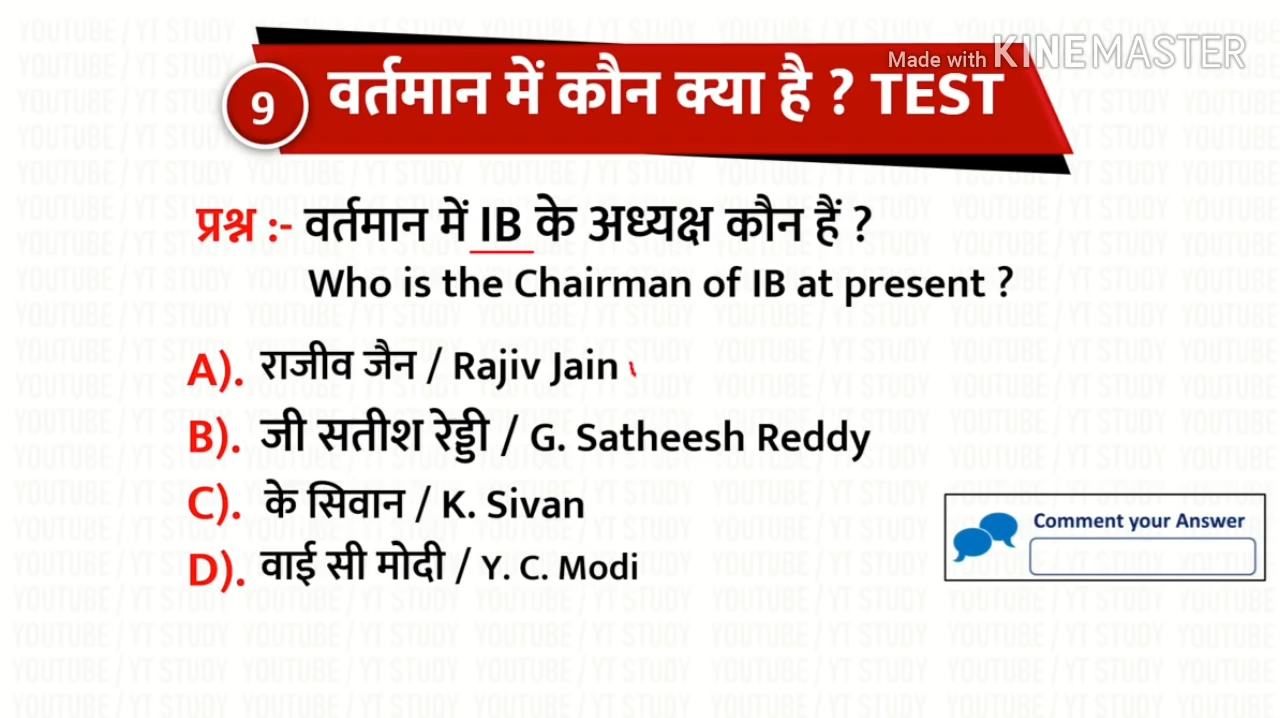 Made with KINEMASTER
9 वर्तमान में कौन क्या है ? TEST
प्रश्न :- वर्तमान में IB के अध्यक्ष कौन हैं ?
Who is the Chairman of IB at present ?
A). राजीव जैन / Rajiv Jain
B). जी सतीश रेड्डी / G. Satheesh Reddy
C). के सिवान / K. Sivan
D). वाई सी मोदी / Y. C. Modi
Comment your Answer